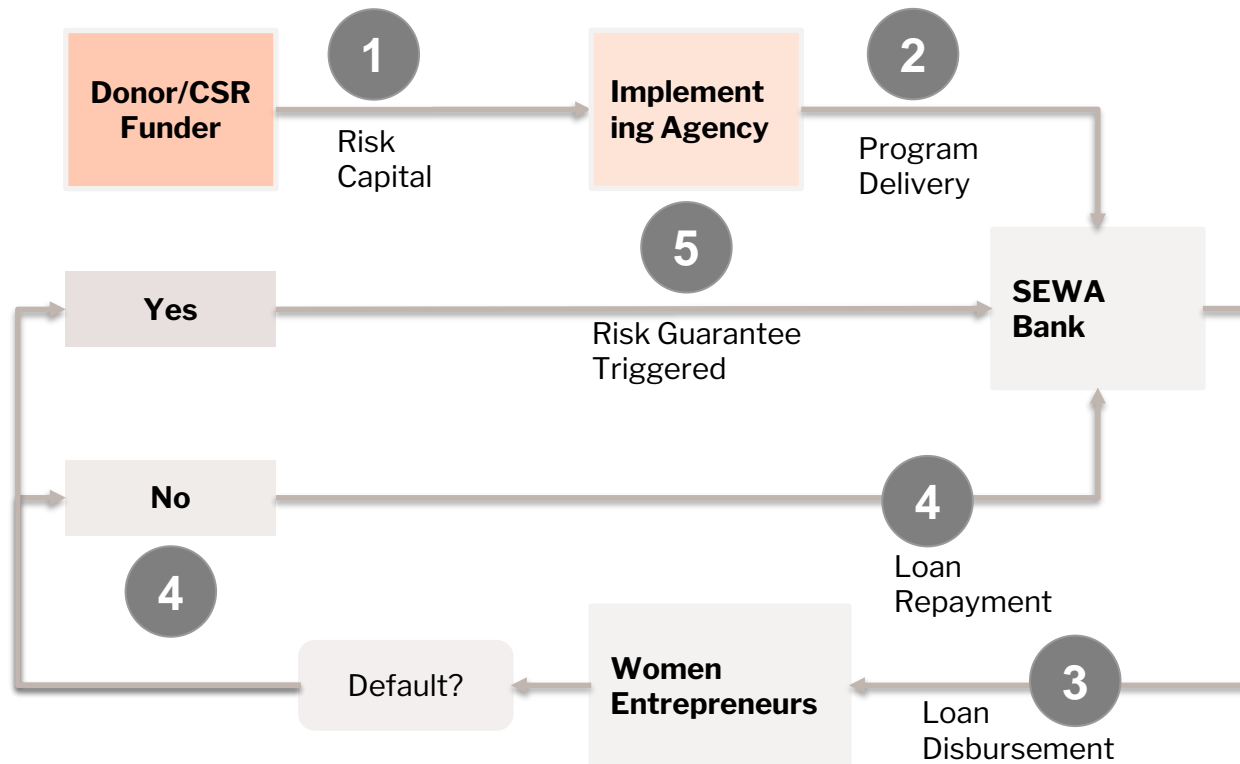 1
2
Donor/CSR
Funder
Implement
ing Agency
Risk
Capital
Program
Delivery
5
Yes
SEWA
Bank
Risk Guarantee
Triggered
No
4
4
Loan
Repayment
Default?
Women
Entrepreneurs
3
Loan
Disbursement